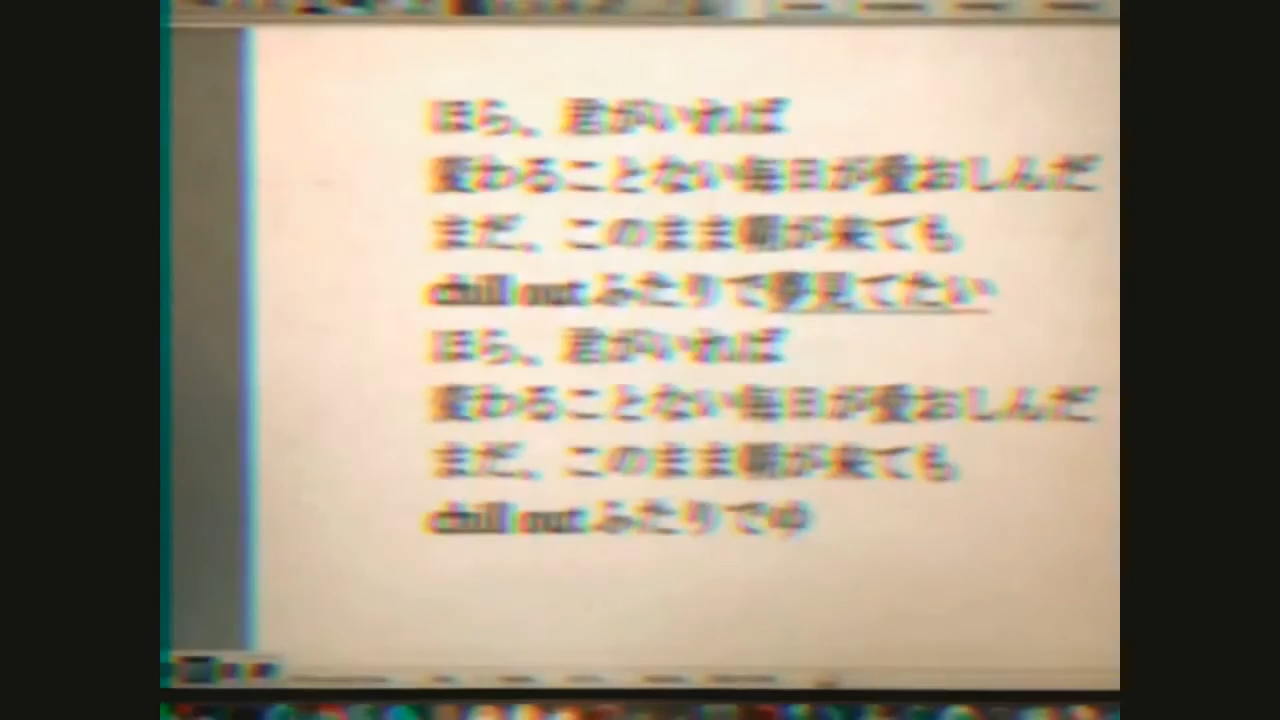 ほら、君がいれば
変わることない毎日が愛おしんだ
まだ、このまま朝が来ても
chill out ふたりで夢見てたい
ほら、君がいれば
変わることない毎日が愛おしんだ
まだ、このまま朝が来ても
chill out ふたりでゆ